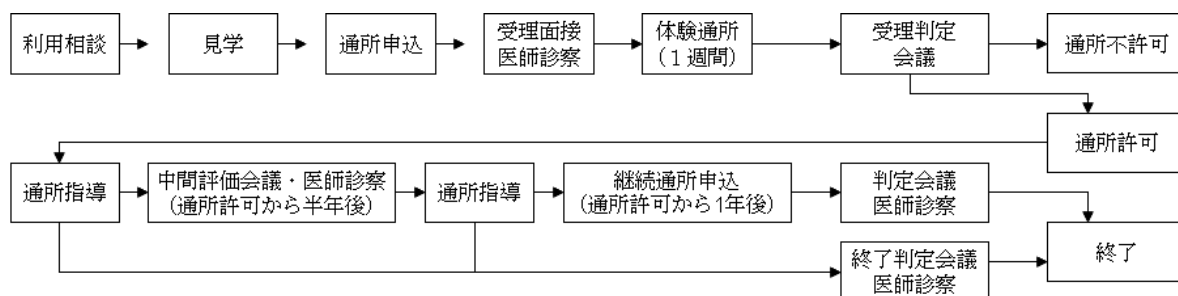 利用相談
見学
通所申込
受理面接
医師診察
体験通所
(1週間)
受理判定
会議
通所不許可
通所許可
通所指導
中間評価会議・医師診察
(通所許可から半年後)
通所指導
継続通所申込
(通所許可から1年後)
判定会議
医師診察
終了判定会議
医師診察
終了